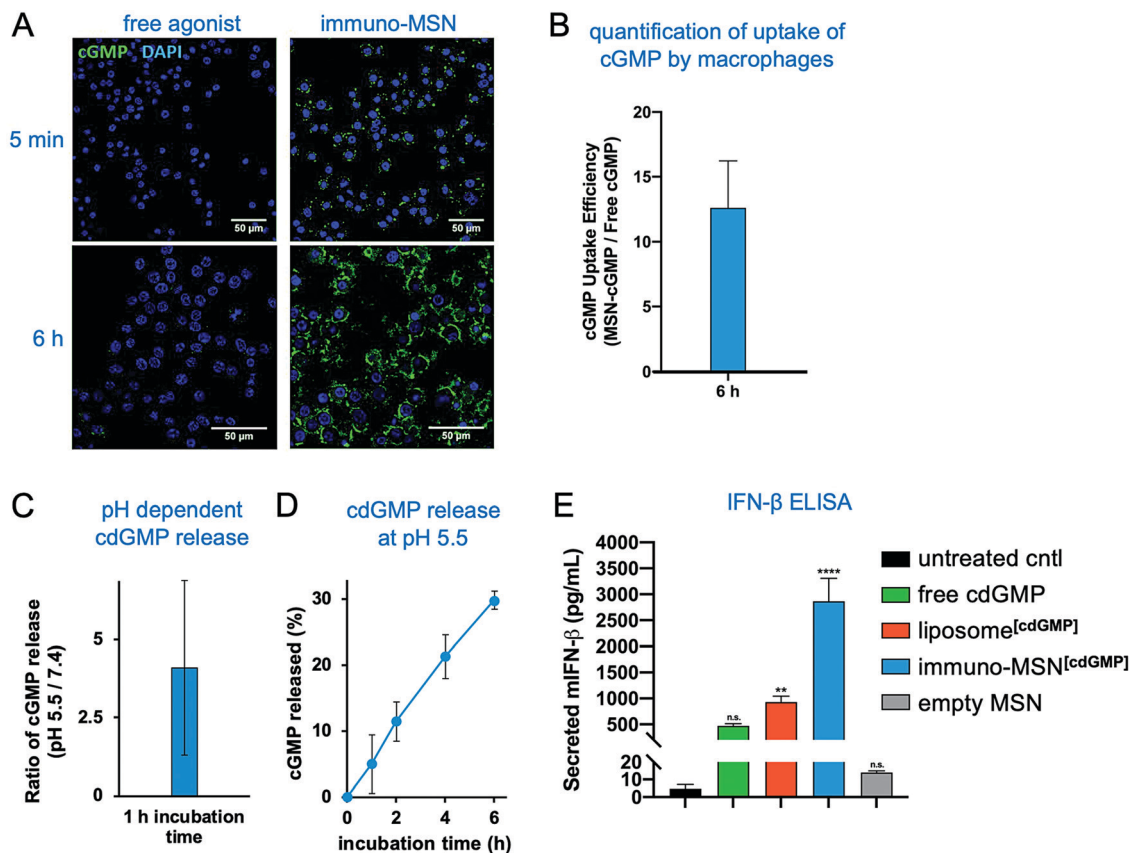 A
free agonist
immuno-MSN
cGMP DAPI
5 min
50 µm
50 µm
6 h
50 µm
50 µm
B
quantification of uptake of
cGMP by macrophages
cGMP Uptake Efficiency
(MSN-cGMP / Free cGMP)
20
15
10
5
0
6 h
C
pH dependent
cdGMP release
Ratio of cGMP release
(pH 5.5 / 7.4)
5
2.5
0
1 h incubation
time
D
cdGMP release
at pH 5.5
cGMP released (%)
30
20
10
0
0 2 4 6
incubation time (h)
E
IFN-β ELISA
Secreted mIFN-β (pg/mL)
4000
3500
3000
2500
2000
1500
1000
500
20
10
0
n.s.
**
****
n.s.
untreated cntl
free cdGMP
liposome[cdGMP]
immuno-MSN[cdGMP]
empty MSN